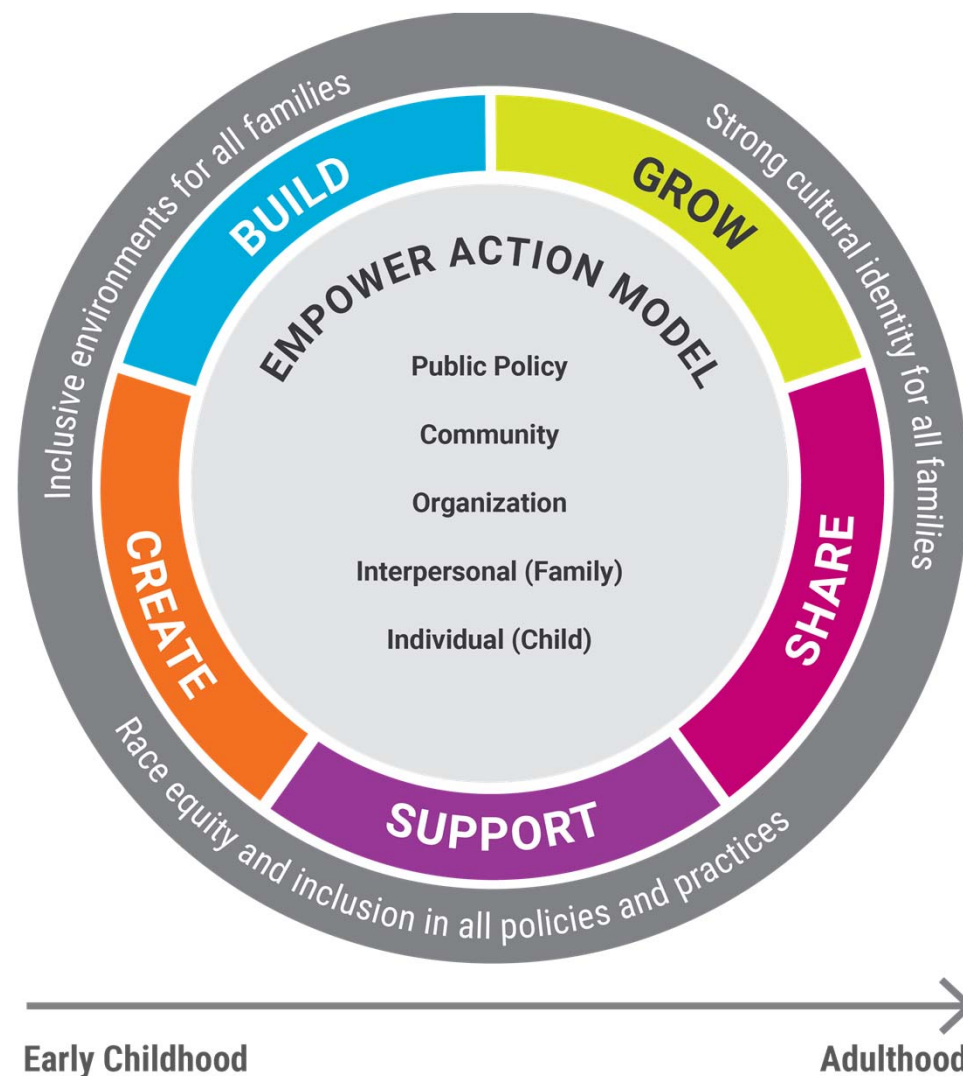 Inclusive environments for all families
Strong cultural identity for all families
Race equity and inclusion in all policies and practices
BUILD
GROW
SHARE
SUPPORT
CREATE
EMPOWER ACTION MODEL
Public Policy
Community
Organization
Interpersonal (Family)
Individual (Child)
Early Childhood
Adulthood